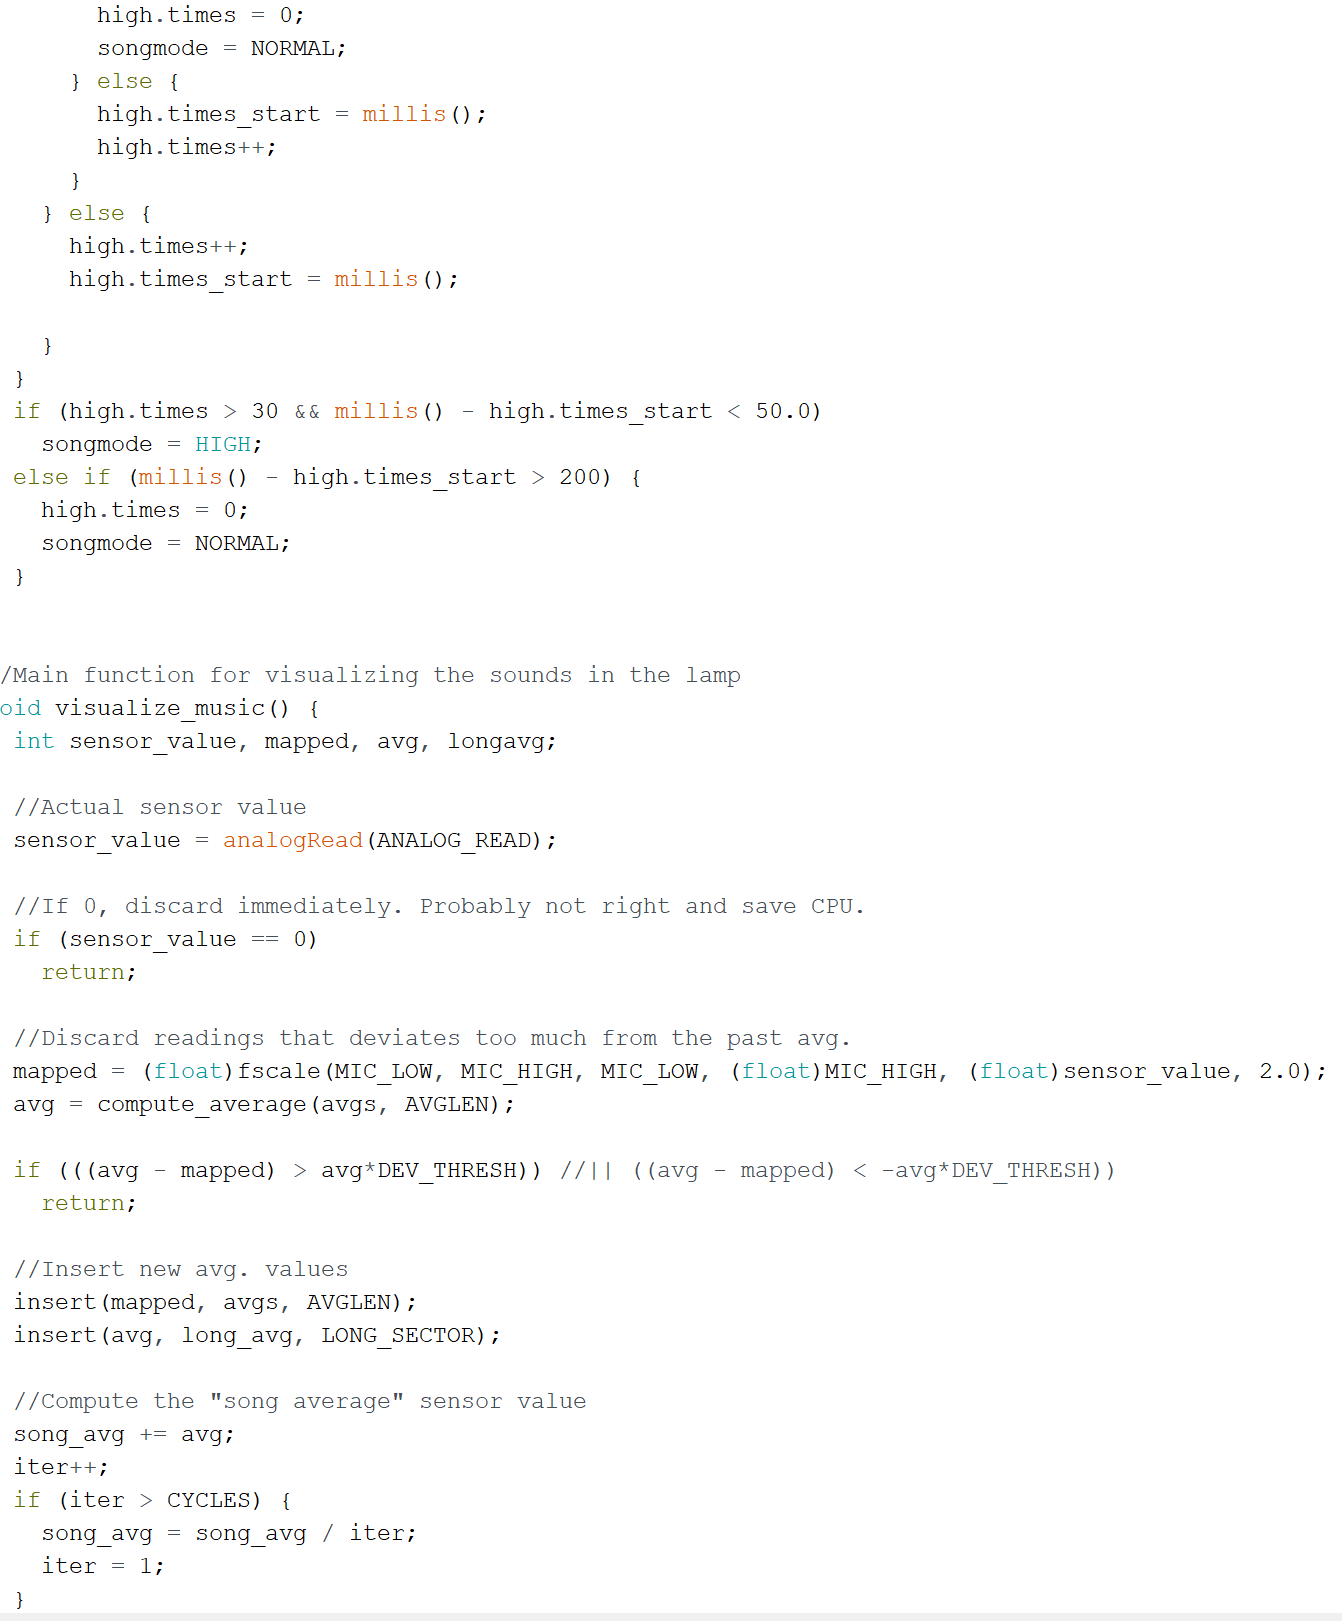 high.times = 0;
songmode = NORMAL;
} else {
high.times_start = millis();
high.times++;
}
} else {
high.times++;
high.times_start = millis();
}
}
if (high.times > 30 && millis() - high.times_start < 50.0)
songmode = HIGH;
else if (millis() - high.times_start > 200) {
high.times = 0;
songmode = NORMAL;
}
/Main function for visualizing the sounds in the lamp
oid visualize_music() {
int sensor_value, mapped, avg, longavg;
//Actual sensor value
sensor_value = analogRead(ANALOG_READ);
//If 0, discard immediately. Probably not right and save CPU.
if (sensor_value == 0)
return;
//Discard readings that deviates too much from the past avg.
mapped = (float)fscale(MIC_LOW, MIC_HIGH, MIC_LOW, (float)MIC_HIGH, (float)sensor_value, 2.0);
avg = compute_average(avgs, AVGLEN);
if (((avg - mapped) > avg*DEV_THRESH)) //|| ((avg - mapped) < -avg*DEV_THRESH))
return;
//Insert new avg. values
insert(mapped, avgs, AVGLEN);
insert(avg, long_avg, LONG_SECTOR);
//Compute the "song average" sensor value
song_avg += avg;
iter++;
if (iter > CYCLES) {
song_avg = song_avg / iter;
iter = 1;
}